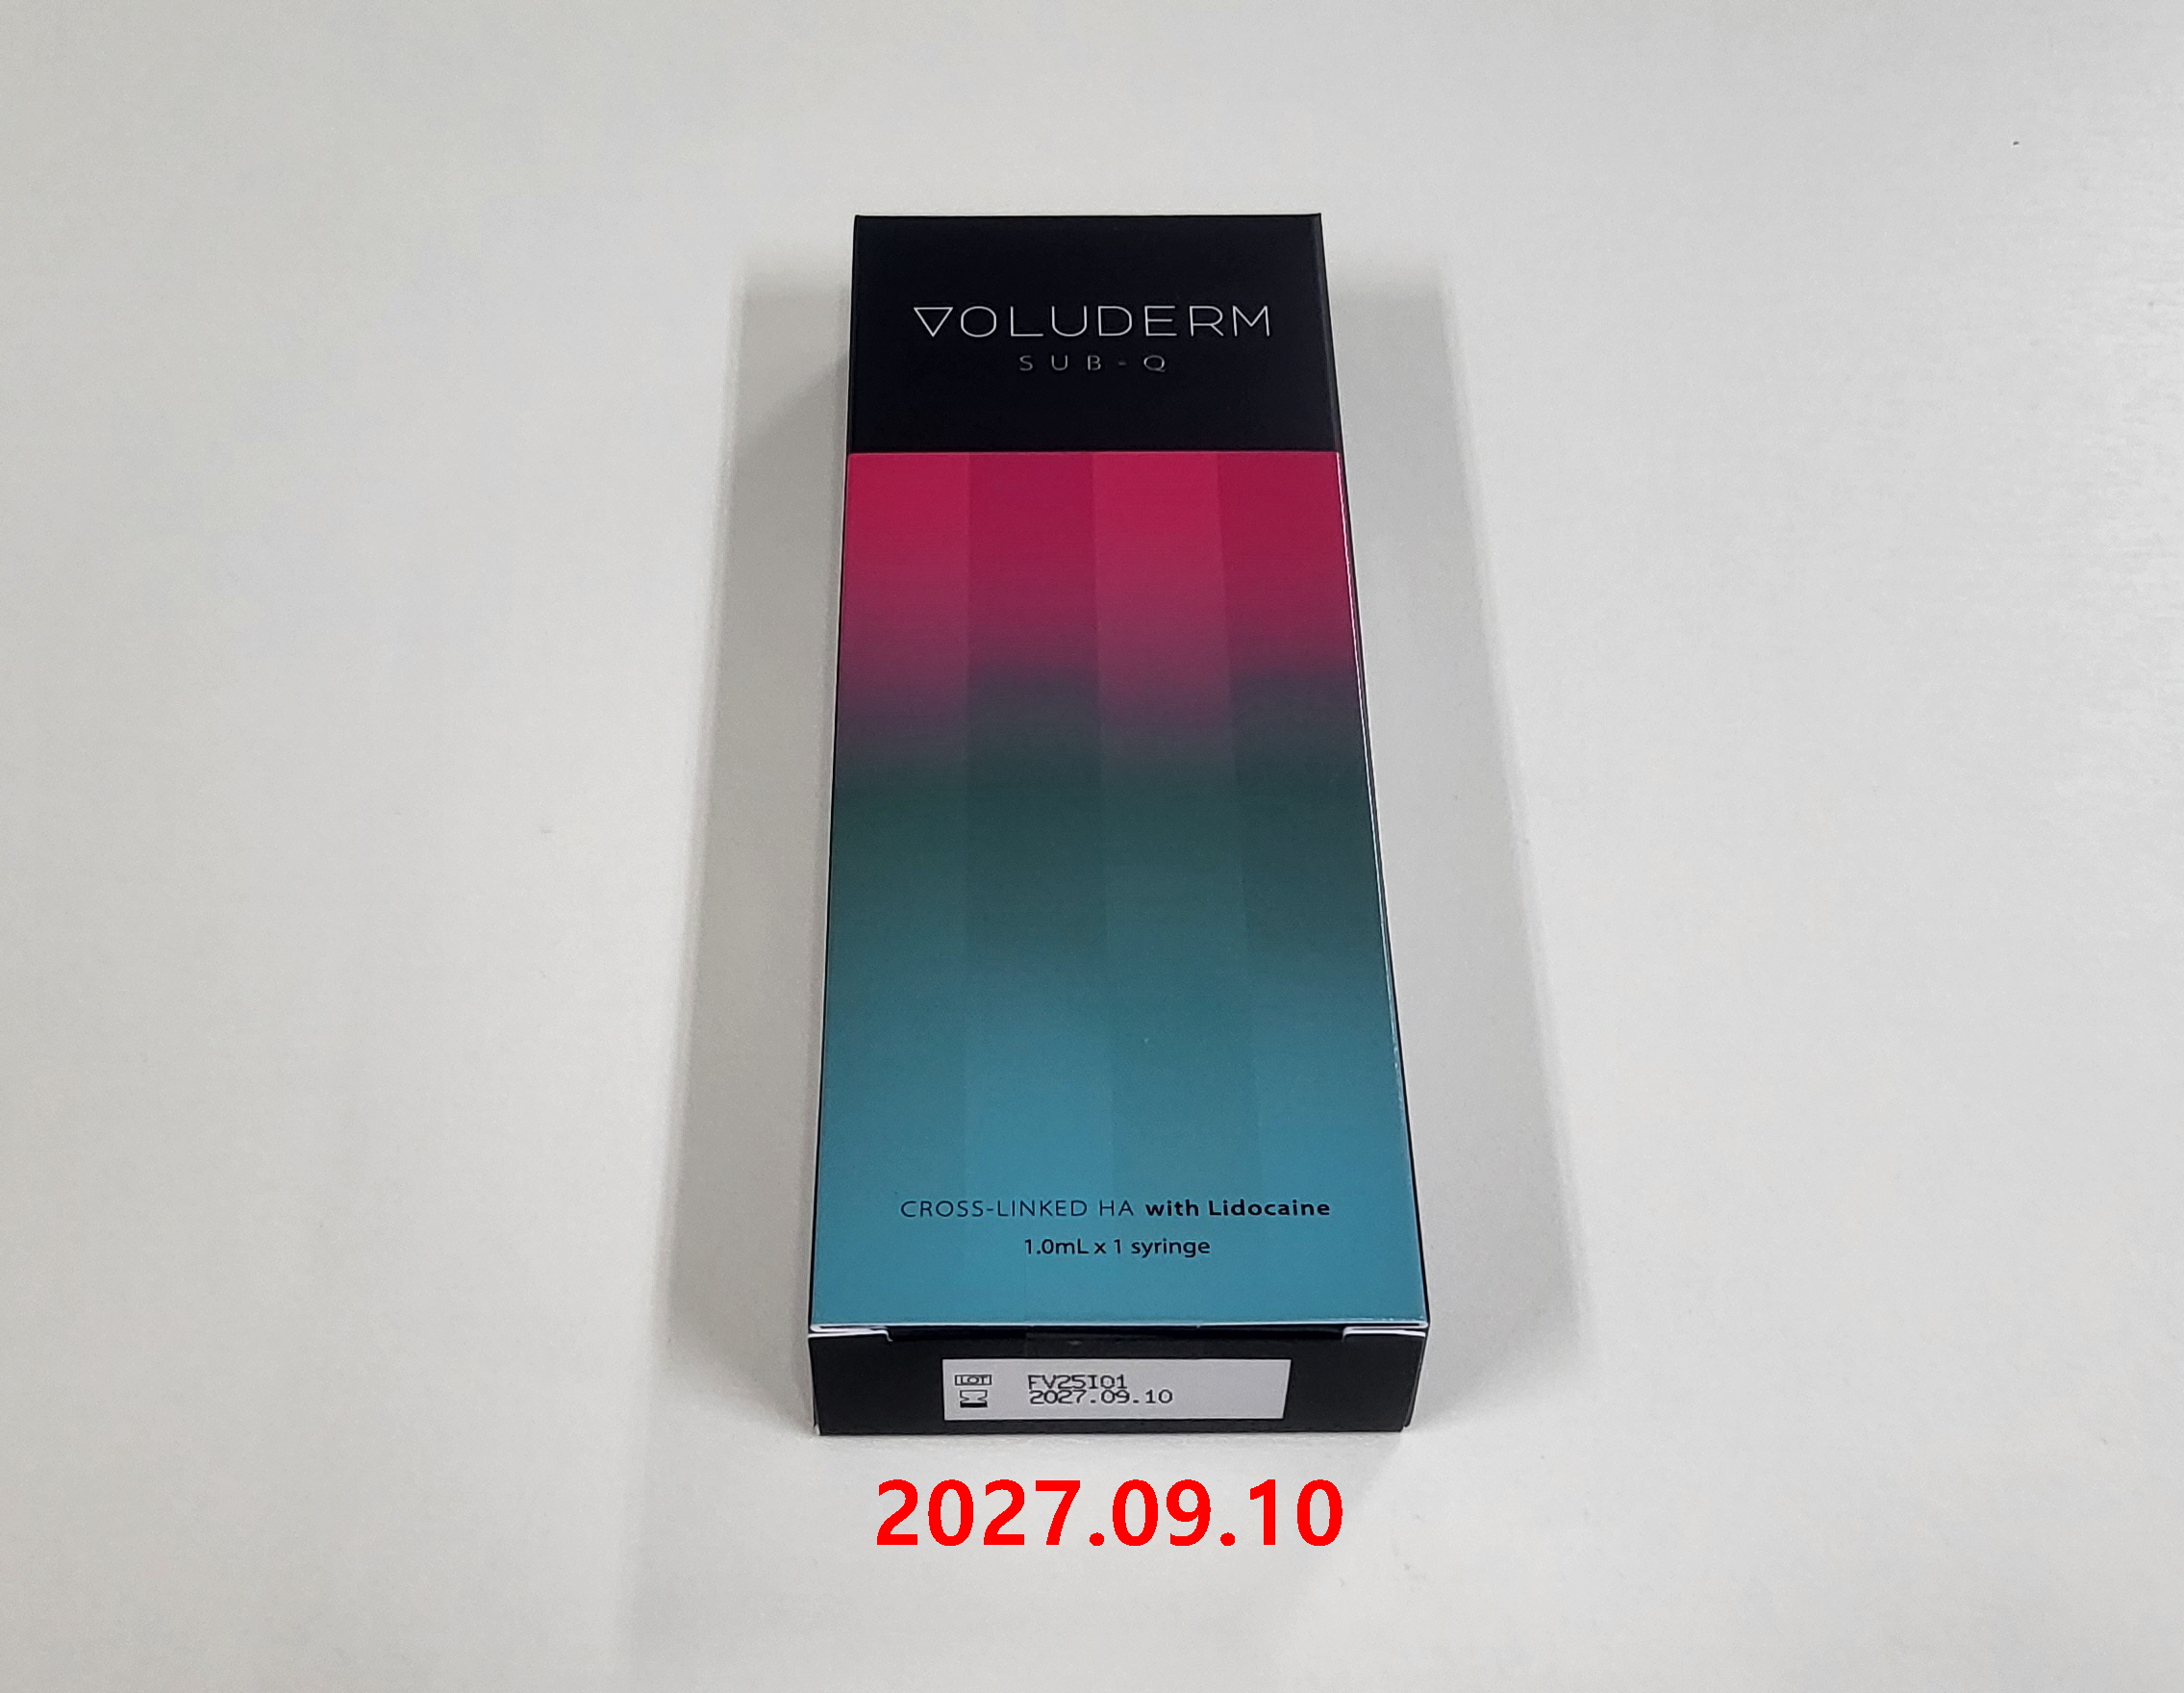 VOLUDERM
SUB-Q
CROSS-LINKED HA with Lidocaine
1.0mL x 1 syringe
LOT FV25I01
2027.09.10
2027.09.10